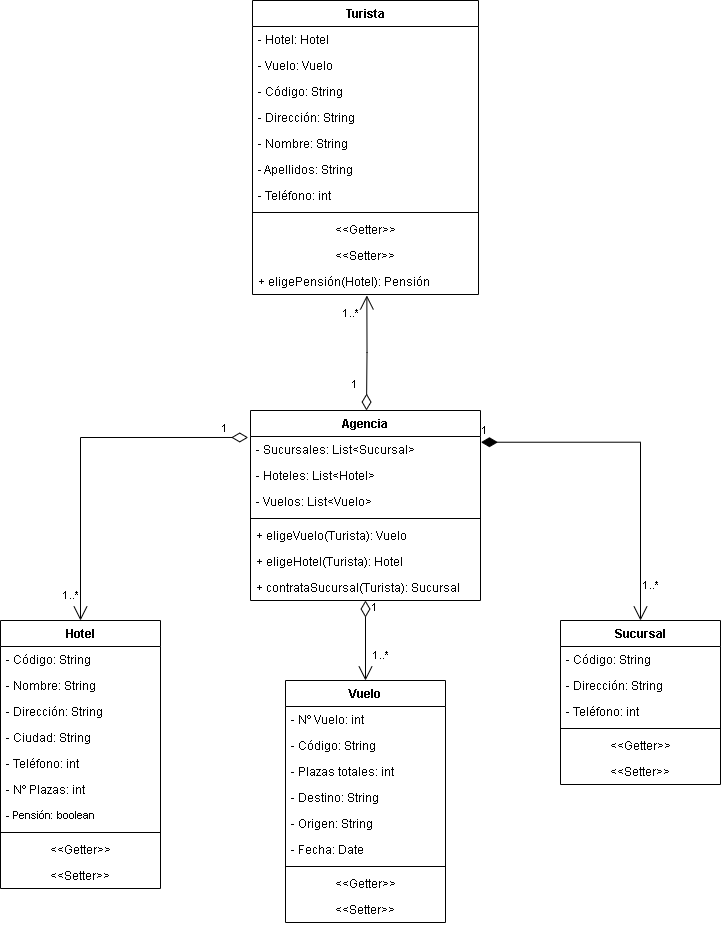 Turista
- Hotel: Hotel
- Vuelo: Vuelo
- Código: String
- Dirección: String
- Nombre: String
- Apellidos: String
- Teléfono: int
<<Getter>>
<<Setter>>
+ eligePensión(Hotel): Pensión
1..*
1
Agencia
- Sucursales: List<Sucursal>
- Hoteles: List<Hotel>
- Vuelos: List<Vuelo>
+ eligeVuelo(Turista): Vuelo
+ eligeHotel(Turista): Hotel
+ contrataSucursal(Turista): Sucursal
1
1..*
Hotel
- Código: String
- Nombre: String
- Dirección: String
- Ciudad: String
- Teléfono: int
- Nº Plazas: int
- Pensión: boolean
<<Getter>>
<<Setter>>
1
1..*
Vuelo
- Nº Vuelo: int
- Código: String
- Plazas totales: int
- Destino: String
- Origen: String
- Fecha: Date
<<Getter>>
<<Setter>>
1
1..*
Sucursal
- Código: String
- Dirección: String
- Teléfono: int
<<Getter>>
<<Setter>>